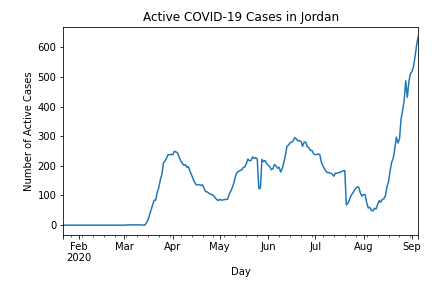 Active COVID-19 Cases in Jordan
Number of Active Cases
600
500
400
300
200
100
0
Feb
2020
Mar
Apr
May
Jun
Jul
Aug
Sep
Day